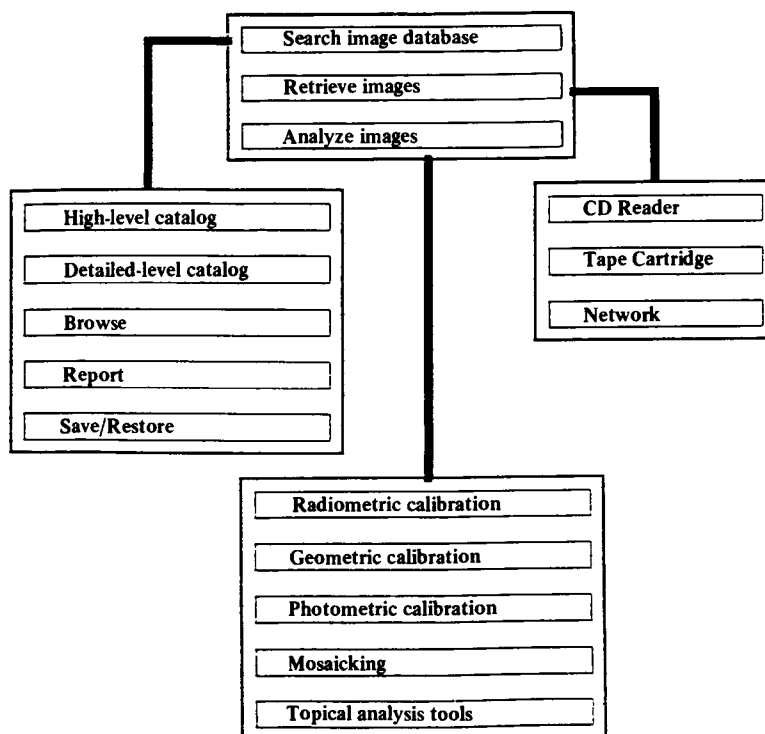 Search image database
Retrieve images
Analyze images
High-level catalog
Detailed-level catalog
Browse
Report
Save/Restore
CD Reader
Tape Cartridge
Network
Radiometric calibration
Geometric calibration
Photometric calibration
Mosaicking
Topical analysis tools